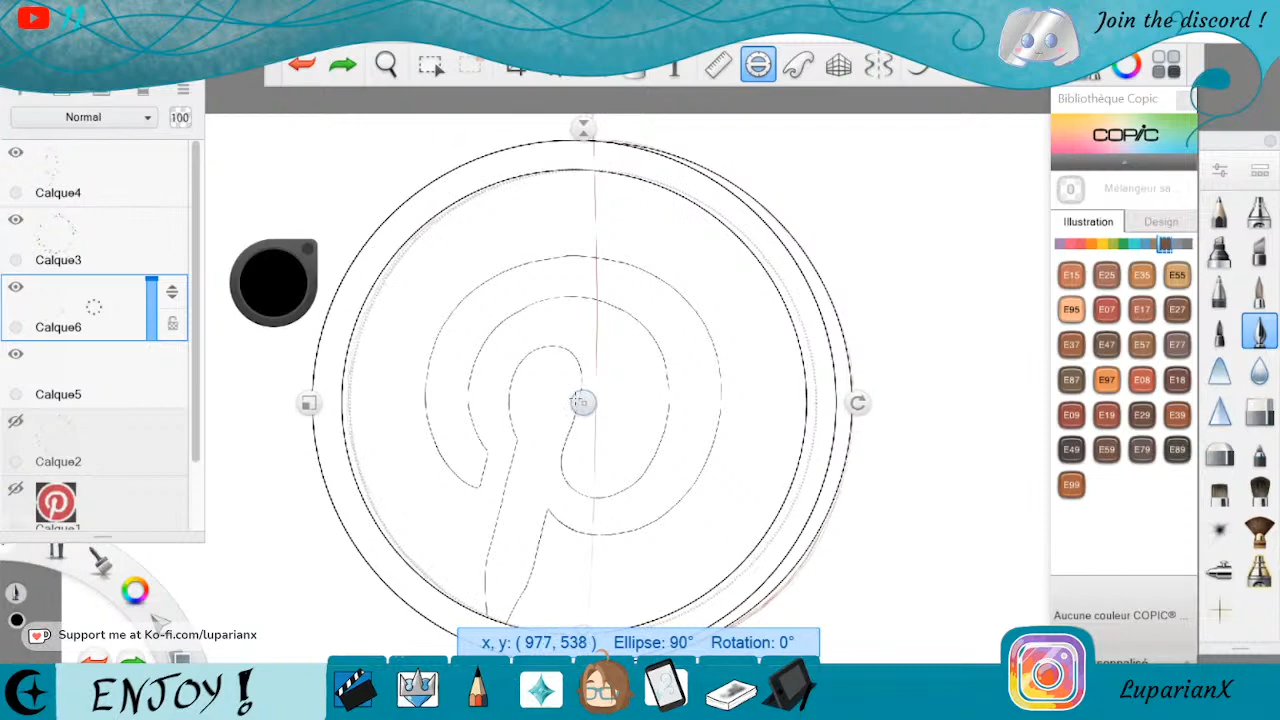 Join the discord !
Normal
100
Bibliothèque Copic
COPIC
Calque4
0
Mélangeur sa...
Illustration
Design
Calque3
E15
E25
E35
E55
E95
E07
E17
E27
Calque6
E37
E47
E57
E77
E87
E97
E08
E18
Calque5
E09
E19
E29
E39
E49
E59
E79
E89
Calque2
E99
Calque1
Aucune couleur COPIC® ...
Support me at Ko-fi.com/luparianx
x, y: ( 977, 538 ) Ellipse: 90° Rotation: 0°
ENJOY !
LuparianX